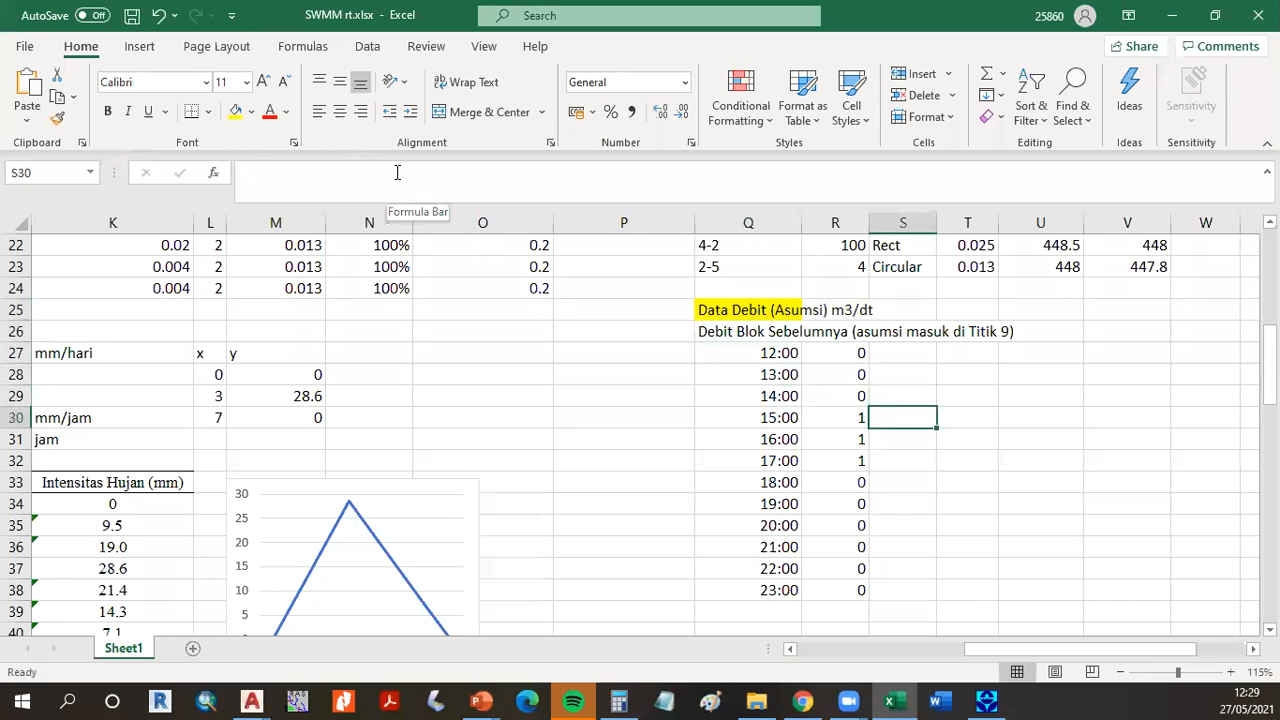 AutoSave Off SWMM rt.xlsx - Excel Search 25860
File Home Insert Page Layout Formulas Data Review View Help Share Comments
Paste Calibri 11 A A Wrap Text General Insert
B I U A Merge & Center % , Conditional Formatting Format as Table Cell Styles Delete Format Sort & Filter Find & Select Ideas Sensitivity
Clipboard Font Alignment Number Styles Cells Editing Ideas Sensitivity
S30 fx
Formula Bar
K L M N O P Q R S T U V W
22 0.02 2 0.013 100% 0.2 4-2 100 Rect 0.025 448.5 448
23 0.004 2 0.013 100% 0.2 2-5 4 Circular 0.013 448 447.8
24 0.004 2 0.013 100% 0.2
25 Data Debit (Asumsi) m3/dt
26 Debit Blok Sebelumnya (asumsi masuk di Titik 9)
27 mm/hari x y 12:00 0
28 0 0 13:00 0
29 3 28.6 14:00 0
30 mm/jam 7 0 15:00 1
31 jam 16:00 1
32 17:00 1
33 Intensitas Hujan (mm) 18:00 0
34 0 19:00 0
35 9.5 20:00 0
36 19.0 21:00 0
37 28.6 22:00 0
38 21.4 23:00 0
39 14.3
40 7.1
30
25
20
15
10
5
Sheet1
Ready 115%
12:29
27/05/2021